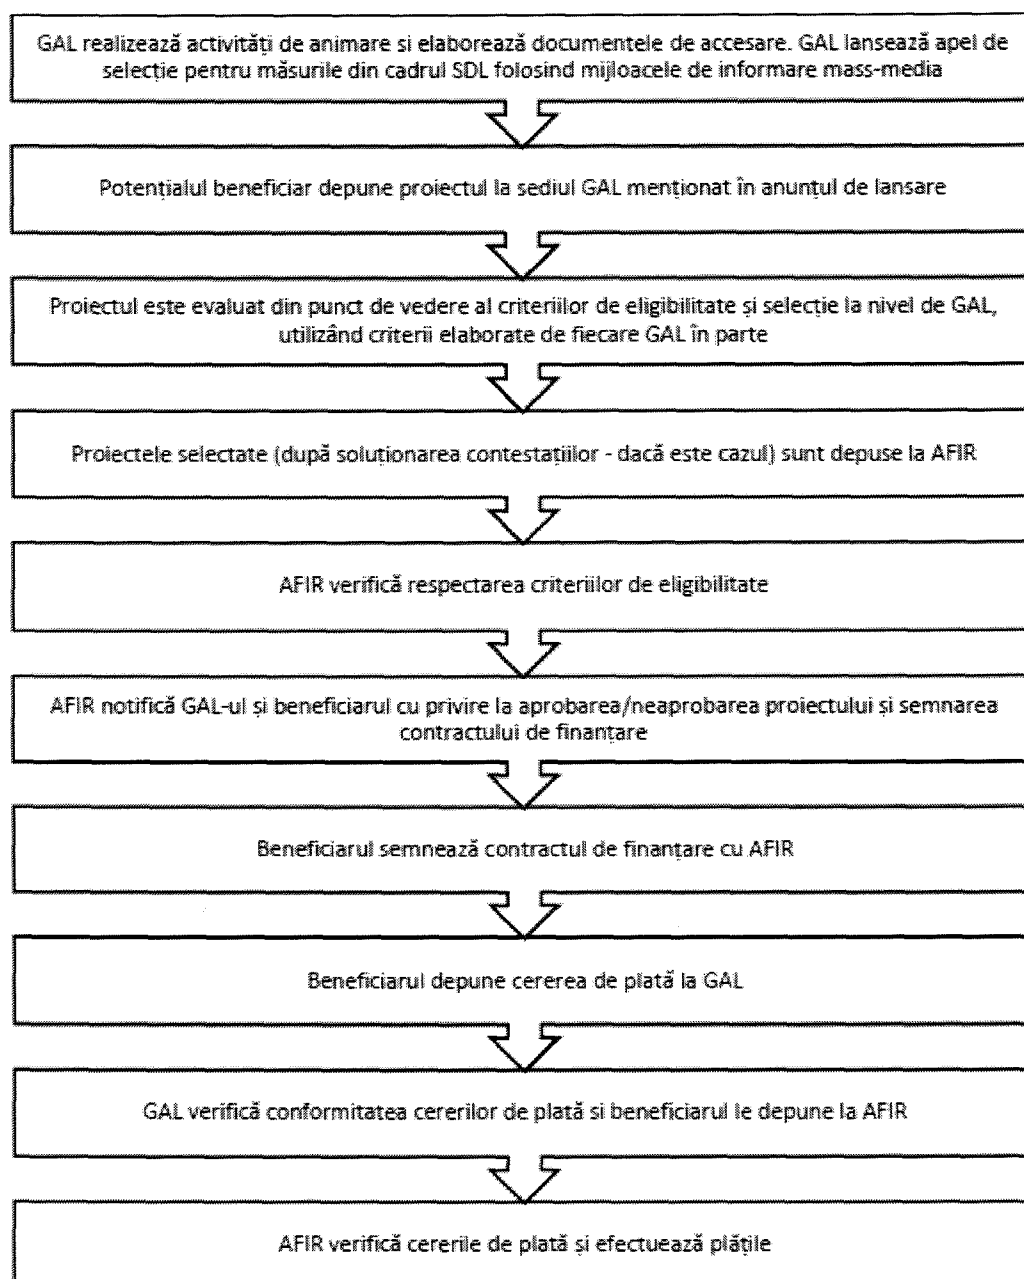 GAL realizează activități de animare si elaborează documentele de accesare. GAL lansează apel de
selecție pentru măsurile din cadrul SDL folosind mijloacele de informare mass-media
Potențialul beneficiar depune proiectul la sediul GAL menționat în anunțul de lansare
Proiectul este evaluat din punct de vedere al criteriilor de eligibilitate și selecție la nivel de GAL,
utilizând criterii elaborate de fiecare GAL în parte
Proiectele selectate (după soluționarea contestațiilor - dacă este cazul) sunt depuse la AFIR
AFIR verifică respectarea criteriilor de eligibilitate
AFIR notifică GAL-ul și beneficiarul cu privire la aprobarea/neaprobarea proiectului și semnarea
contractului de finanțare
Beneficiarul semnează contractul de finanțare cu AFIR
Beneficiarul depune cererea de plată la GAL
GAL verifică conformitatea cererilor de plată si beneficiarul le depune la AFIR
AFIR verifică cererile de plată și efectuează plățile